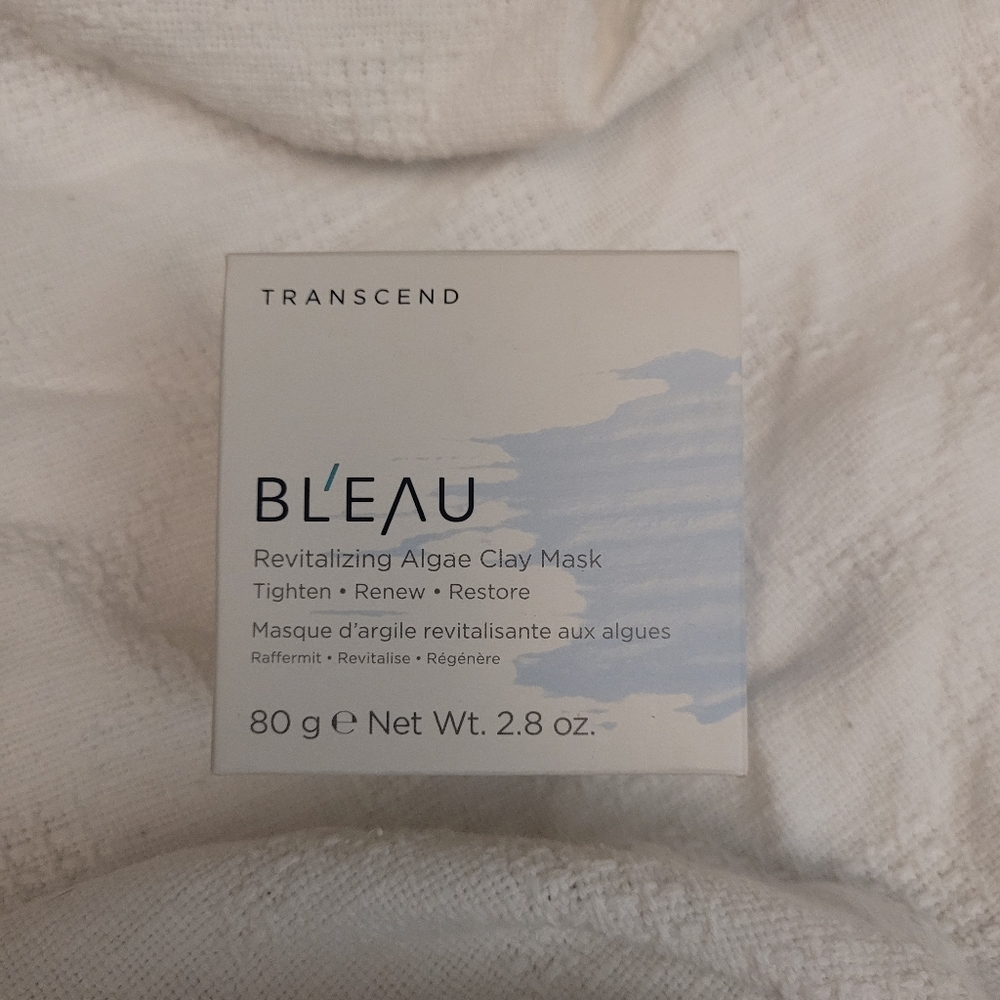 TRANSCEND
BL'EAU
Revitalizing Algae Clay Mask
Tighten • Renew • Restore
Masque d'argile revitalisante aux algues
Raffermit • Revitalise • Régénère
80 g ℮ Net Wt. 2.8 oz.